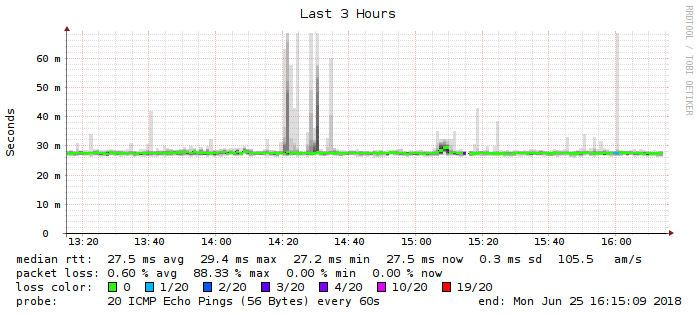 Last 3 Hours
RRDTOOL / TOBI OETIKER
Seconds
60 m
50 m
40 m
30 m
20 m
10 m
0
13:20 13:40 14:00 14:20 14:40 15:00 15:20 15:40 16:00
median rtt: 27.5 ms avg 29.4 ms max 27.2 ms min 27.5 ms now 0.3 ms sd 105.5 am/s
packet loss: 0.60 % avg 88.33 % max 0.00 % min 0.00 % now
loss color: 0 1/20 2/20 3/20 4/20 10/20 19/20
probe: 20 ICMP Echo Pings (56 Bytes) every 60s end: Mon Jun 25 16:15:09 2018